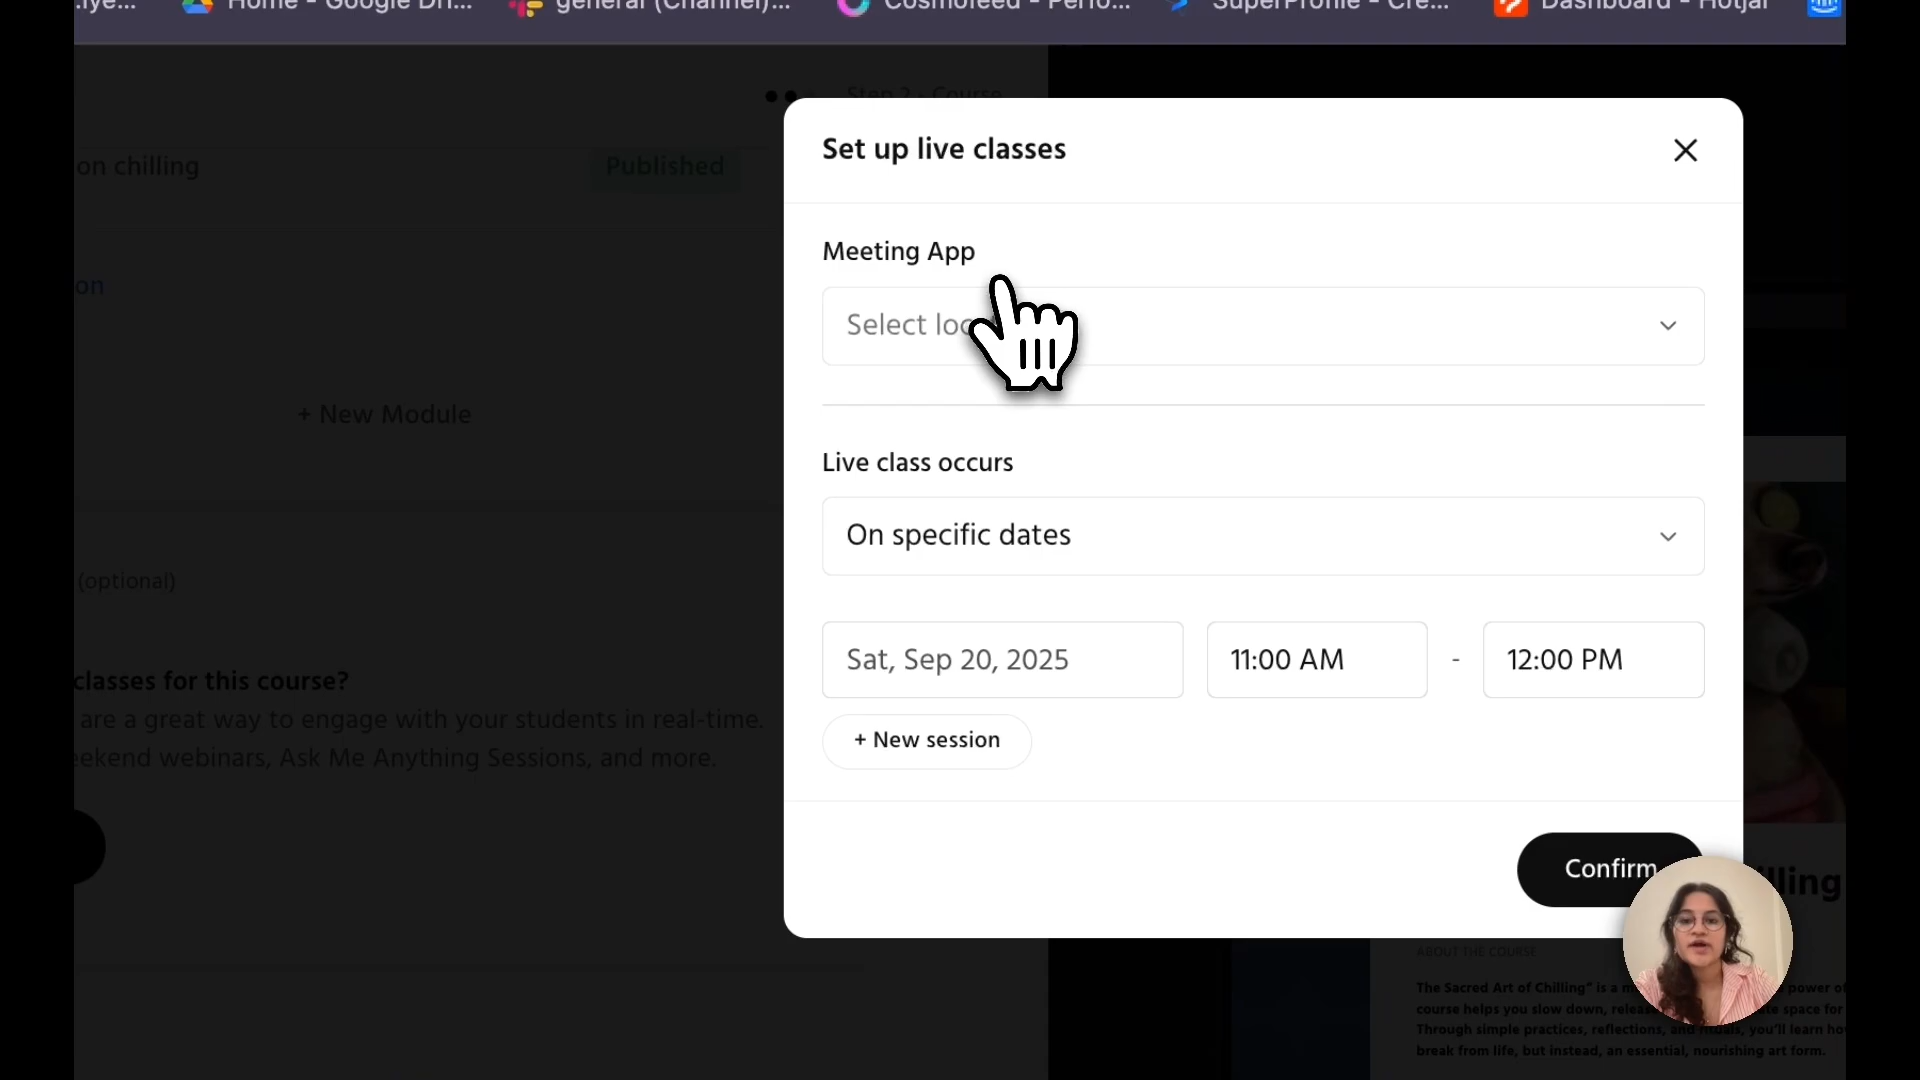 Home - Google Dri...
general (Channel)...
Cosmofeed - Perfo...
SuperProfile - Cre...
Dashboard - Hotjar
Step 2 - Course
on chilling
Published
on
+ New Module
(optional)
classes for this course?
are a great way to engage with your students in real-time.
eekend webinars, Ask Me Anything Sessions, and more.
Set up live classes
Meeting App
Select loc
Live class occurs
On specific dates
Sat, Sep 20, 2025
11:00 AM
-
12:00 PM
+ New session
Confirm
lling
ABOUT THE COURSE
The Sacred Art of Chilling" is a m power of
course helps you slow down, releas te space for
Through simple practices, reflections, and rituals, you'll learn ho
break from life, but instead, an essential, nourishing art form.